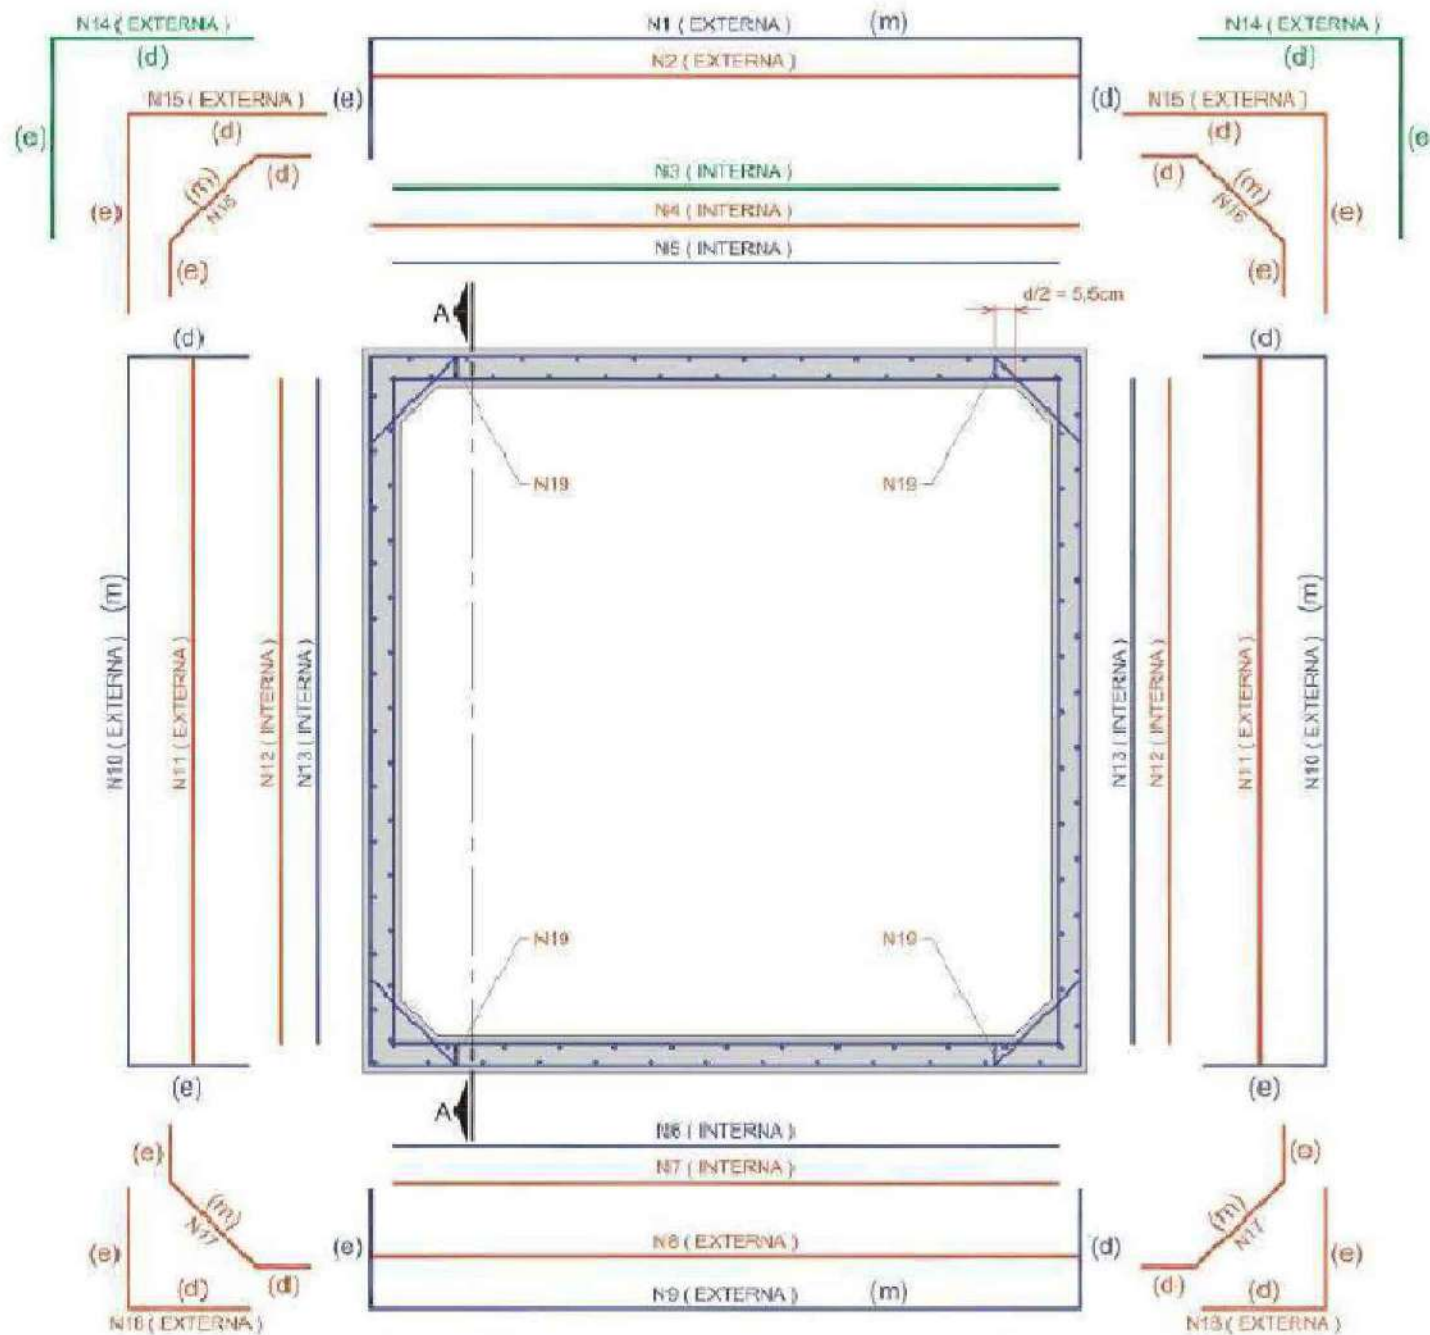 N14 ( EXTERNA )
N1 ( EXTERNA )
(m)
N14 ( EXTERNA )
(d)
N2 ( EXTERNA )
(d)
N15 ( EXTERNA )
(e)
(d)
N15 ( EXTERNA )
(e)
(d)
(d)
(e)
(m)
(d)
N3 ( INTERNA )
(d)
(m)
N16
(e)
N4 ( INTERNA )
N16
(e)
(e)
N5 ( INTERNA )
(e)
d/2 = 5,5cm
A
(d)
(d)
N19
N19
(m)
(m)
N10 ( EXTERNA )
N11 ( EXTERNA )
N12 ( INTERNA )
N13 ( INTERNA )
N13 ( INTERNA )
N12 ( INTERNA )
N11 ( EXTERNA )
N10 ( EXTERNA )
N19
N19
(e)
(e)
A
N6 ( INTERNA )
(e)
(e)
N7 ( INTERNA )
(m)
N17
(m)
N17
(e)
(e)
N8 ( EXTERNA )
(d)
(e)
(d)
(d)
(d)
(d)
N9 ( EXTERNA )
(m)
(d)
N18 ( EXTERNA )
N18 ( EXTERNA )